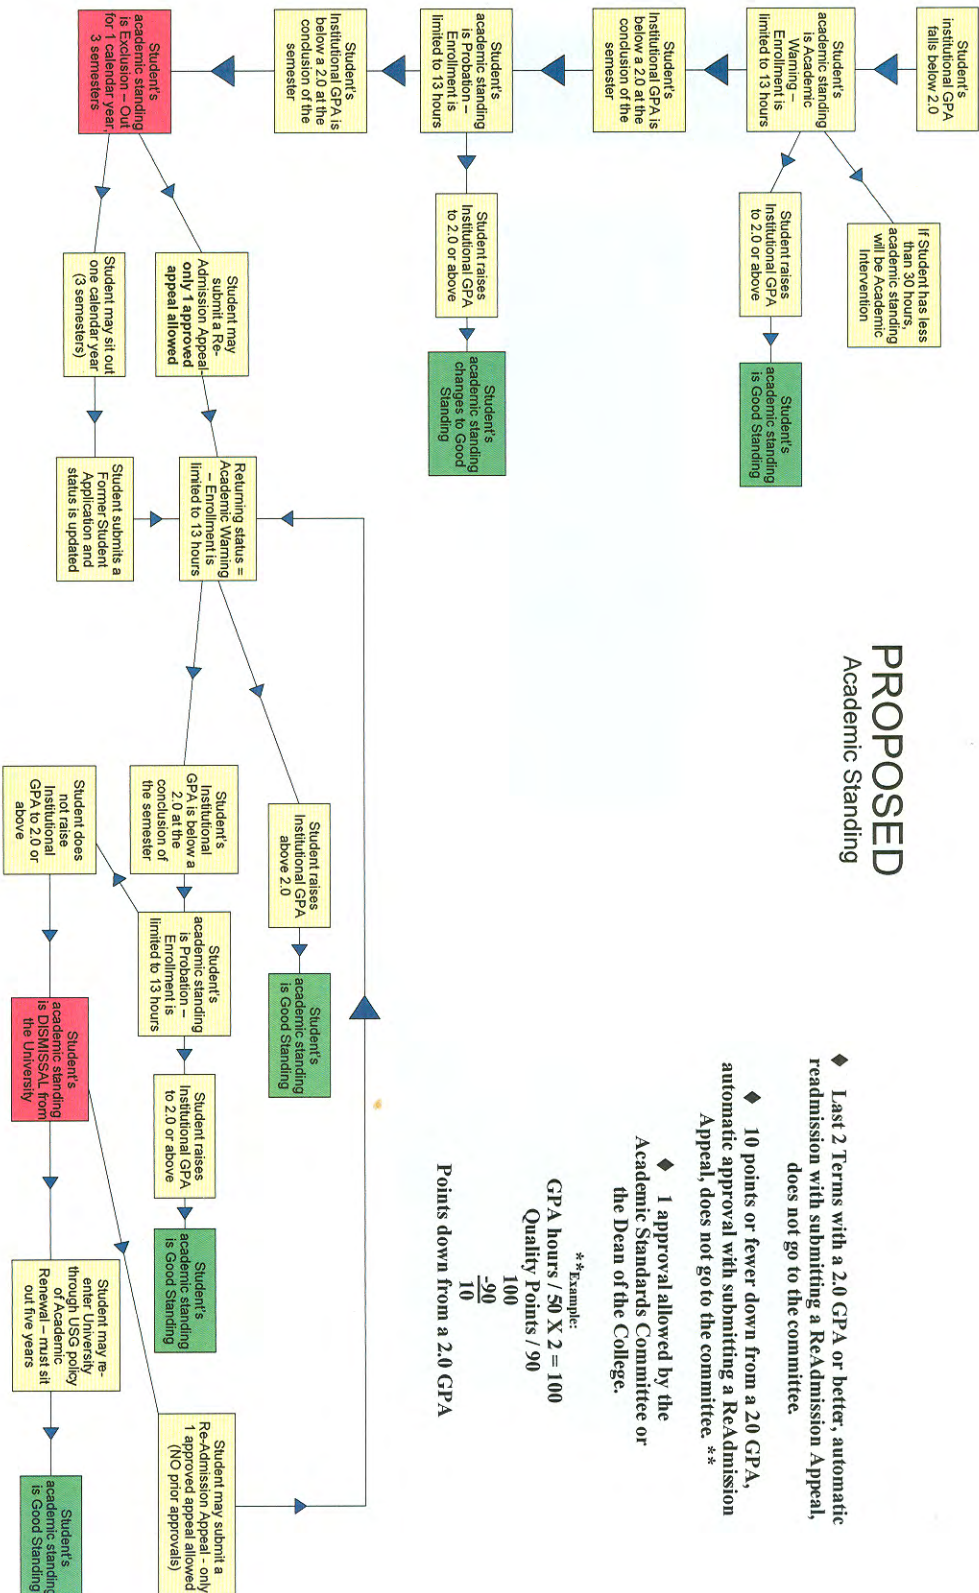 PROPOSED
Academic Standing
Student's
institutional GPA
falls below 2.0
Student's
academic standing
is Academic
Warning –
Enrollment is
limited to 13 hours
If Student has less
than 30 hours,
academic standing
will be Academic
Intervention
Student raises
Institutional GPA
to 2.0 or above
Student's
academic standing
is Good Standing
Student's
Institutional GPA is
below a 2.0 at the
conclusion of the
semester
Student's
academic standing
is Probation –
Enrollment is
limited to 13 hours
Student raises
Institutional GPA
to 2.0 or above
Student's
academic standing
changes to Good
Standing
Student's
Institutional GPA is
below a 2.0 at the
conclusion of the
semester
Student's
academic standing
is Exclusion – Out
for 1 calendar year,
3 semesters
Student may
submit a Re-
Admission Appeal-
only 1 approved
appeal allowed
Student may sit out
one calendar year
(3 semesters)
Student submits a
Former Student
Application and
status is updated
Returning status =
Academic Warning
– Enrollment is
limited to 13 hours
Student raises
Institutional GPA
above 2.0
Student's
academic standing
is Good Standing
Student's
Institutional
GPA is below a
2.0 at the
conclusion of
the semester
Student's
academic standing
is Probation –
Enrollment is
limited to 13 hours
Student raises
Institutional GPA
to 2.0 or above
Student's
academic standing
is Good Standing
Student does
not raise
Institutional
GPA to 2.0 or
above
Student's
academic standing
is DISMISSAL from
the University
Student may re-
enter University
through USG policy
of Academic
Renewal – must sit
out five years
Student's
academic standing
is Good Standing
Student may submit a
Re-Admission Appeal - only
1 approved appeal allowed
(NO prior approvals)
♦ Last 2 Terms with a 2.0 GPA or better, automatic
readmission with submitting a ReAdmission Appeal,
does not go to the committee.
♦ 10 points or fewer down from a 2.0 GPA,
automatic approval with submitting a ReAdmission
Appeal, does not go to the committee. **
♦ 1 approval allowed by the
Academic Standards Committee or
the Dean of the College.
**Example:
GPA hours / 50 X 2 = 100
Quality Points / 90
100
-90
10
Points down from a 2.0 GPA